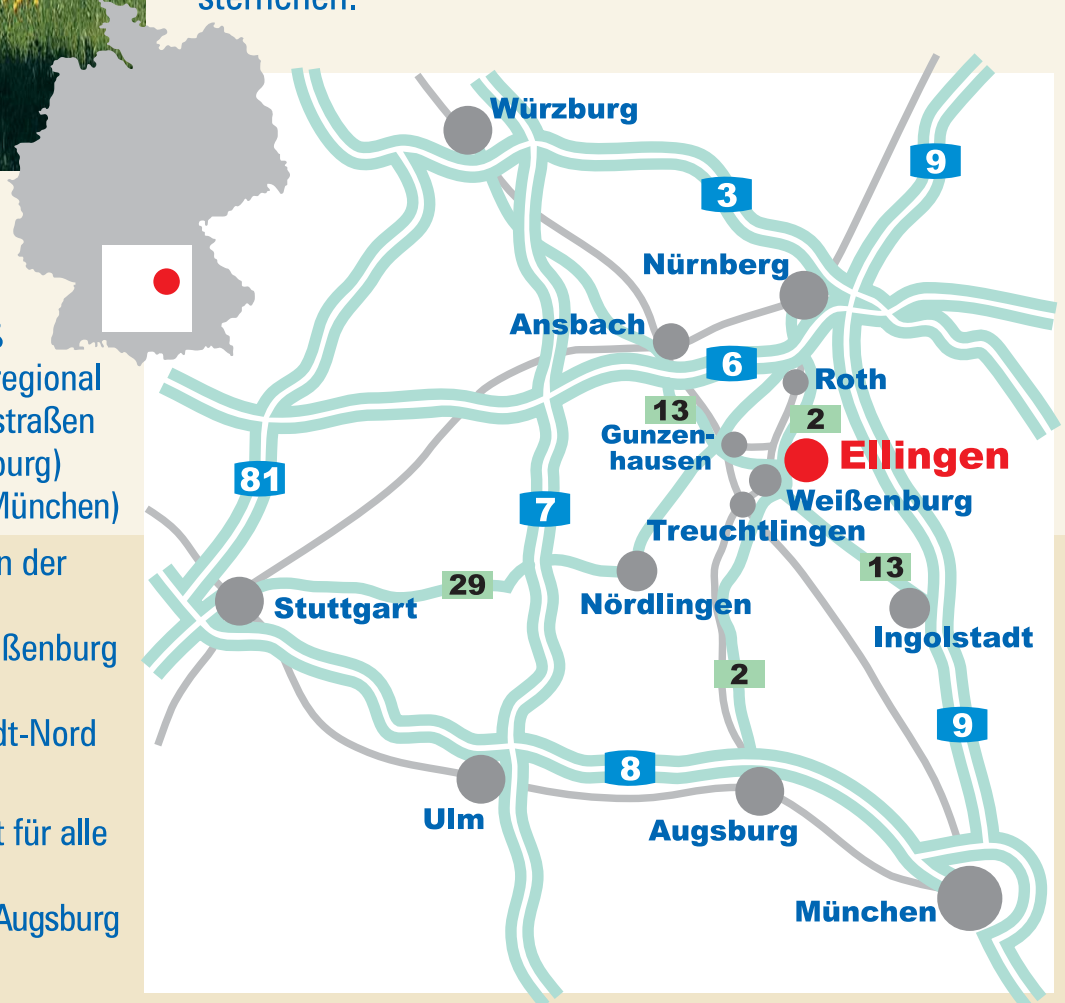 sternchen.
regional
straßen
burg)
München)
n der
ßenburg
dt-Nord
t für alle
Augsburg
Würzburg
9
3
Nürnberg
Ansbach
6
Roth
13
2
Gunzen-
hausen
Ellingen
81
7
Weißenburg
Treuchtlingen
29
13
Stuttgart
Nördlingen
Ingolstadt
2
9
8
Ulm
Augsburg
München